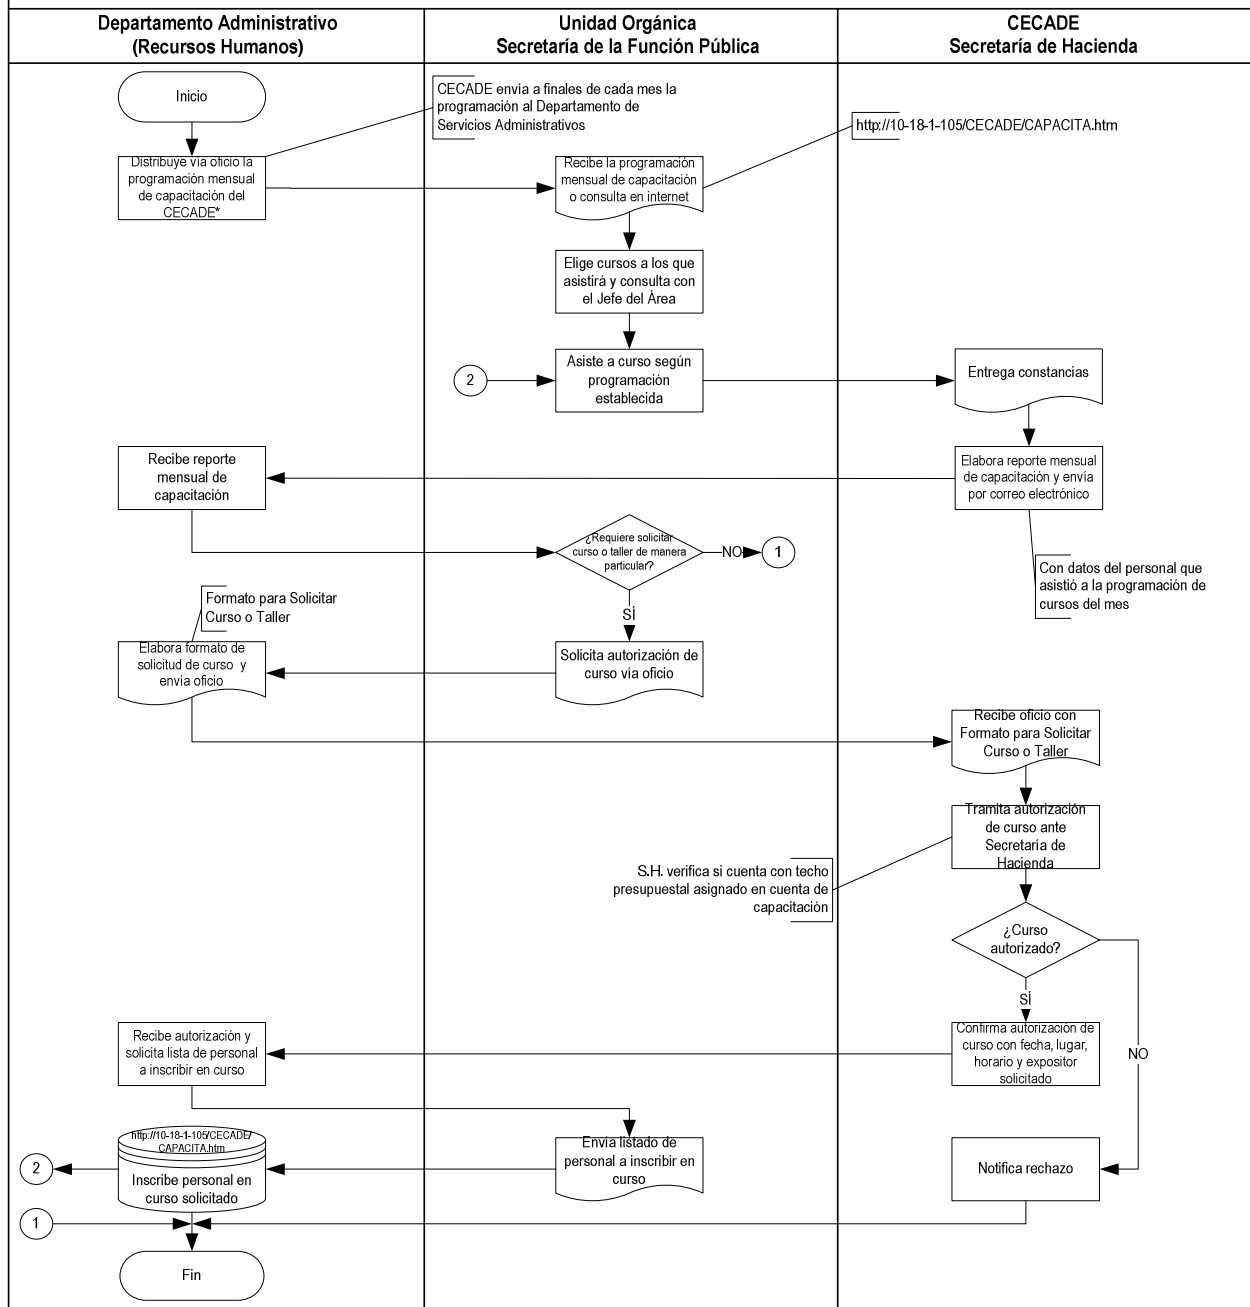 Departamento Administrativo
(Recursos Humanos)
Unidad Orgánica
Secretaría de la Función Pública
CECADE
Secretaría de Hacienda
Inicio
CECADE envía a finales de cada mes la
programación al Departamento de
Servicios Administrativos
http://10-18-1-105/CECADE/CAPACITA.htm
Distribuye vía oficio la
programación mensual
de capacitación del
CECADE*
Recibe la programación
mensual de capacitación
o consulta en internet
Elige cursos a los que
asistirá y consulta con
el Jefe del Área
2
Asiste a curso según
programación
establecida
Entrega constancias
Recibe reporte
mensual de
capacitación
Elabora reporte mensual
de capacitación y envía
por correo electrónico
¿Requiere solicitar
curso o taller de manera
particular?
NO
1
Con datos del personal que
asistió a la programación de
cursos del mes
Formato para Solicitar
Curso o Taller
SÍ
Elabora formato de
solicitud de curso y
envía oficio
Solicita autorización de
curso vía oficio
Recibe oficio con
Formato para Solicitar
Curso o Taller
Tramita autorización
de curso ante
Secretaría de
Hacienda
S.H. verifica si cuenta con techo
presupuestal asignado en cuenta de
capacitación
¿Curso
autorizado?
SÍ
NO
Recibe autorización y
solicita lista de personal
a inscribir en curso
Confirma autorización de
curso con fecha, lugar,
horario y expositor
solicitado
http://10-18-1-105/CECADE/
CAPACITA.htm
2
Inscribe personal en
curso solicitado
Envía listado de
personal a inscribir en
curso
Notifica rechazo
1
Fin